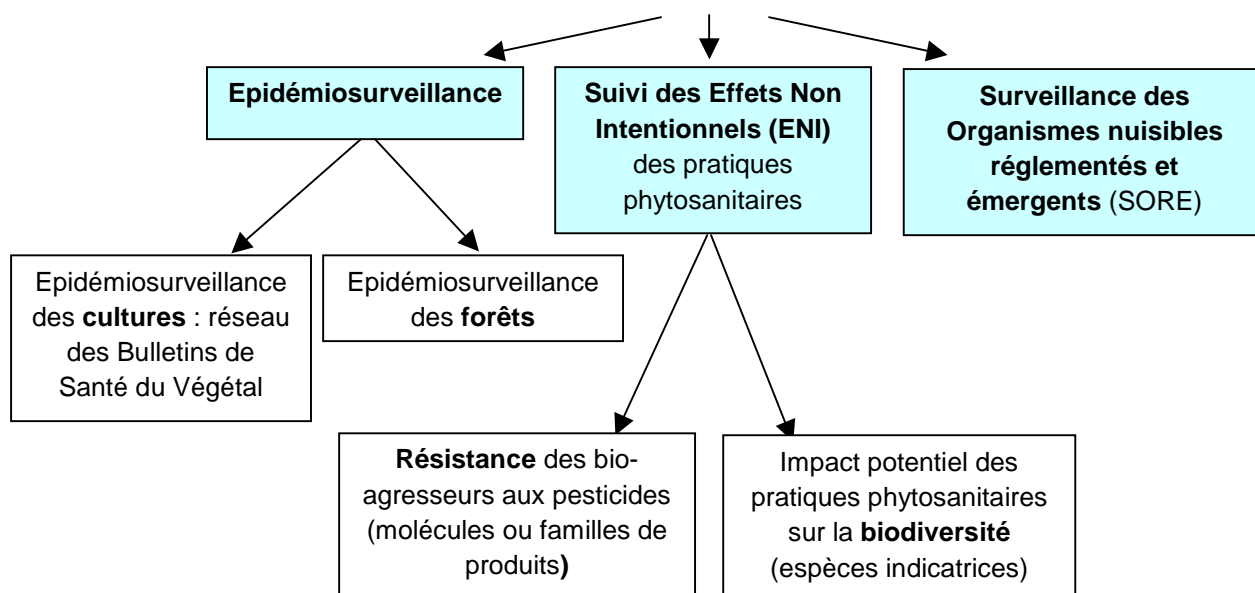 Epidémiosurveillance
Suivi des Effets Non
Intentionnels (ENI)
des pratiques
phytosanitaires
Surveillance des
Organismes nuisibles
réglementés et
émergents (SORE)
Epidémiosurveillance
des cultures : réseau
des Bulletins de
Santé du Végétal
Epidémiosurveillance
des forêts
Résistance des bio-
agresseurs aux pesticides
(molécules ou familles de
produits)
Impact potentiel des
pratiques phytosanitaires
sur la biodiversité
(espèces indicatrices)